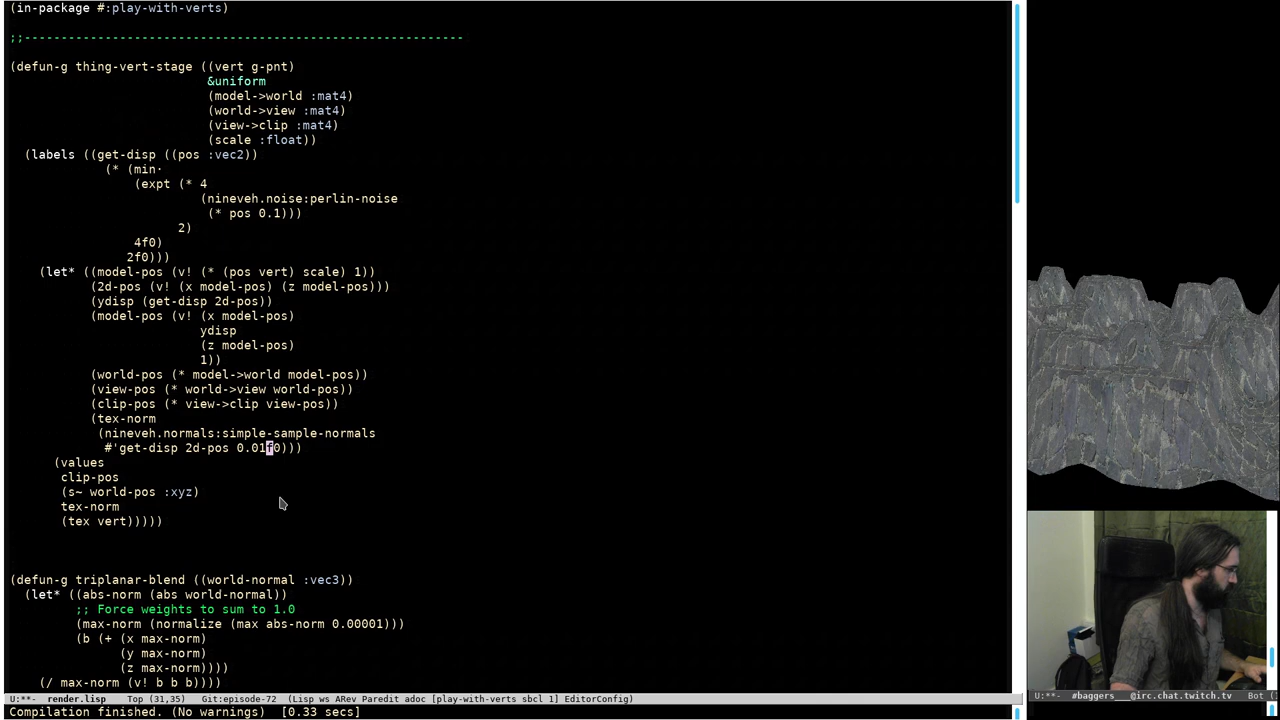 (in-package #:play-with-verts)
;;------------------------------------------------------------
(defun-g thing-vert-stage ((vert g-pnt)
&uniform
(model->world :mat4)
(world->view :mat4)
(view->clip :mat4)
(scale :float))
(labels ((get-disp ((pos :vec2))
(* (min·
(expt (* 4
(nineveh.noise:perlin-noise
(* pos 0.1)))
2)
4f0)
2f0)))
(let* ((model-pos (v! (* (pos vert) scale) 1))
(2d-pos (v! (x model-pos) (z model-pos)))
(ydisp (get-disp 2d-pos))
(model-pos (v! (x model-pos)
ydisp
(z model-pos)
1))
(world-pos (* model->world model-pos))
(view-pos (* world->view world-pos))
(clip-pos (* view->clip view-pos))
(tex-norm
(nineveh.normals:simple-sample-normals
#'get-disp 2d-pos 0.01f0)))
(values
clip-pos
(s~ world-pos :xyz)
tex-norm
(tex vert)))))
(defun-g triplanar-blend ((world-normal :vec3))
(let* ((abs-norm (abs world-normal))
;; Force weights to sum to 1.0
(max-norm (normalize (max abs-norm 0.00001)))
(b (+ (x max-norm)
(y max-norm)
(z max-norm))))
(/ max-norm (v! b b b))))
U:**-  render.lisp    Top (31,35)   Git:episode-72  (Lisp ws ARev Paredit adoc [play-with-verts sbcl 1] EditorConfig)
U:**-  #baggers___@irc.chat.twitch.tv   Bot (
Compilation finished. (No warnings)  [0.33 secs]